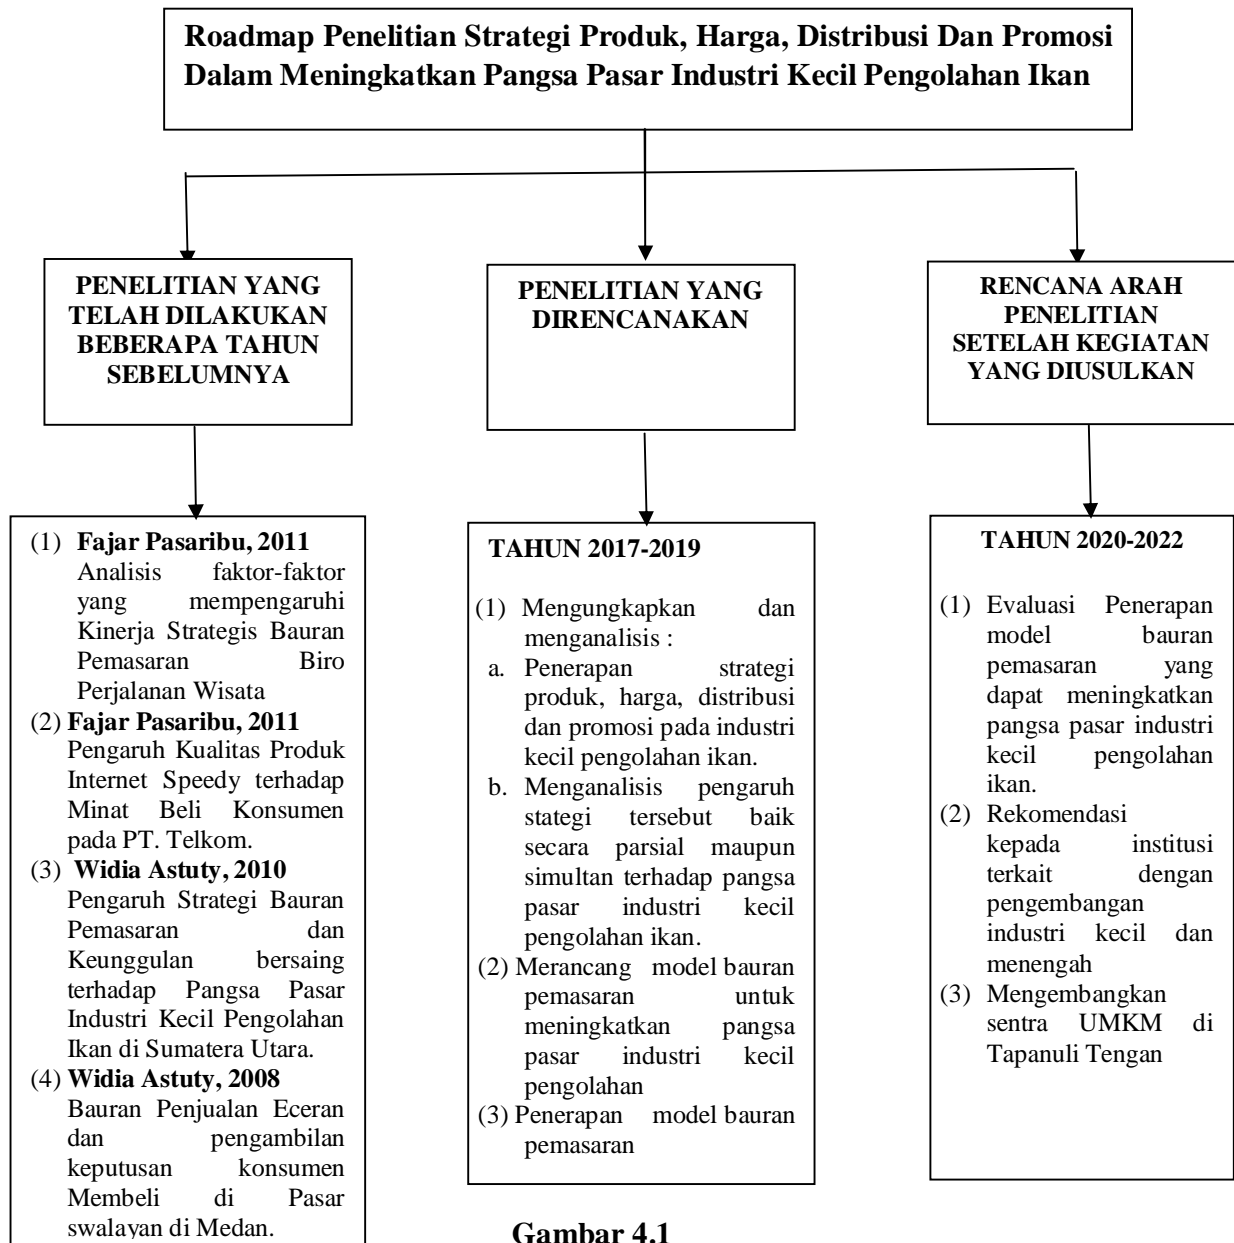 Roadmap Penelitian Strategi Produk, Harga, Distribusi Dan Promosi
Dalam Meningkatkan Pangsa Pasar Industri Kecil Pengolahan Ikan
PENELITIAN YANG
TELAH DILAKUKAN
BEBERAPA TAHUN
SEBELUMNYA
PENELITIAN YANG
DIRENCANAKAN
RENCANA ARAH
PENELITIAN
SETELAH KEGIATAN
YANG DIUSULKAN
(1) Fajar Pasaribu, 2011
Analisis faktor-faktor
yang mempengaruhi
Kinerja Strategis Bauran
Pemasaran Biro
Perjalanan Wisata
(2) Fajar Pasaribu, 2011
Pengaruh Kualitas Produk
Internet Speedy terhadap
Minat Beli Konsumen
pada PT. Telkom.
(3) Widia Astuty, 2010
Pengaruh Strategi Bauran
Pemasaran dan
Keunggulan bersaing
terhadap Pangsa Pasar
Industri Kecil Pengolahan
Ikan di Sumatera Utara.
(4) Widia Astuty, 2008
Bauran Penjualan Eceran
dan pengambilan
keputusan konsumen
Membeli di Pasar
swalayan di Medan.
TAHUN 2017-2019
(1) Mengungkapkan dan
menganalisis :
a. Penerapan strategi
produk, harga, distribusi
dan promosi pada industri
kecil pengolahan ikan.
b. Menganalisis pengaruh
stategi tersebut baik
secara parsial maupun
simultan terhadap pangsa
pasar industri kecil
pengolahan ikan.
(2) Merancang model bauran
pemasaran untuk
meningkatkan pangsa
pasar industri kecil
pengolahan
(3) Penerapan model bauran
pemasaran
TAHUN 2020-2022
(1) Evaluasi Penerapan
model bauran
pemasaran yang
dapat meningkatkan
pangsa pasar industri
kecil pengolahan
ikan.
(2) Rekomendasi
kepada institusi
terkait dengan
pengembangan
industri kecil dan
menengah
(3) Mengembangkan
sentra UMKM di
Tapanuli Tengan
Gambar 4.1